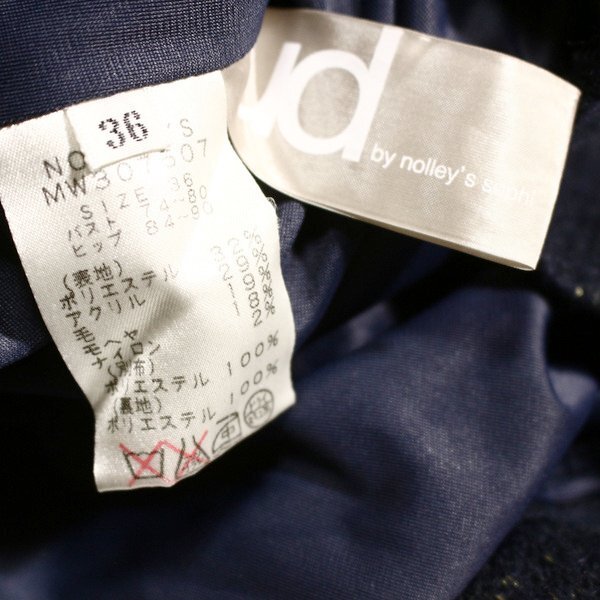 36
'S
NO
MW307507
SIZE 36
バスト 74~80
ヒップ 84~90
(表地)
ポリエステル
アクリル
毛
モヘヤ
ナイロン
(別布)
ポリエステル 100%
(裏地)
ポリエステル 100%
ud
by nolley's